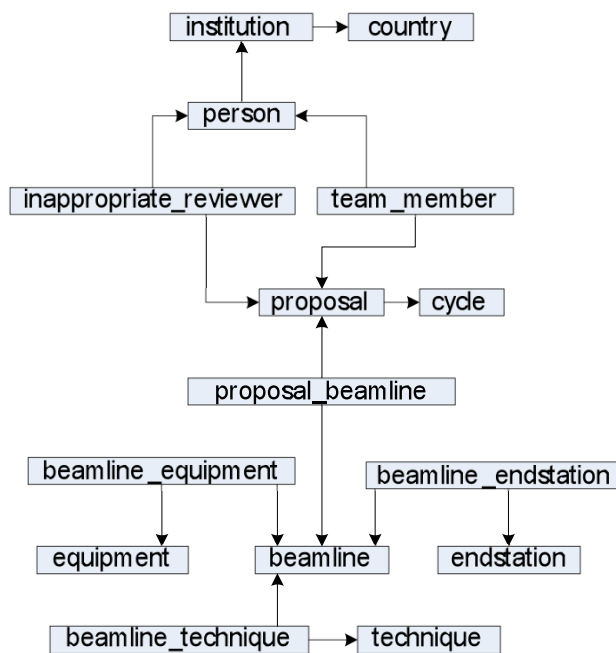 institution
country
person
inappropriate_reviewer
team_member
proposal
cycle
proposal_beamline
beamline_equipment
beamline_endstation
equipment
beamline
endstation
beamline_technique
technique